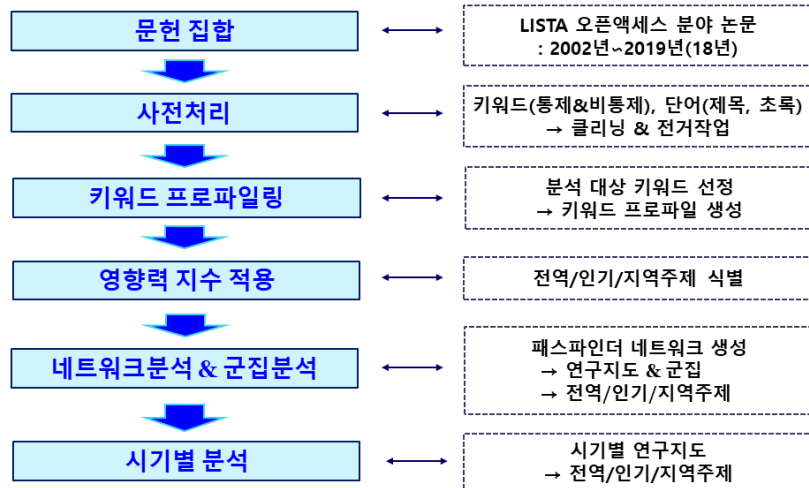 문헌 집합
LISTA 오픈액세스 분야 논문
: 2002년~2019년(18년)
사전처리
키워드(통제&비통제), 단어(제목, 초록)
→ 클리닝 & 전거작업
키워드 프로파일링
분석 대상 키워드 선정
→ 키워드 프로파일 생성
영향력 지수 적용
전역/인기/지역주제 식별
네트워크분석 & 군집분석
패스파인더 네트워크 생성
→ 연구지도 & 군집
→ 전역/인기/지역주제
시기별 분석
시기별 연구지도
→ 전역/인기/지역주제